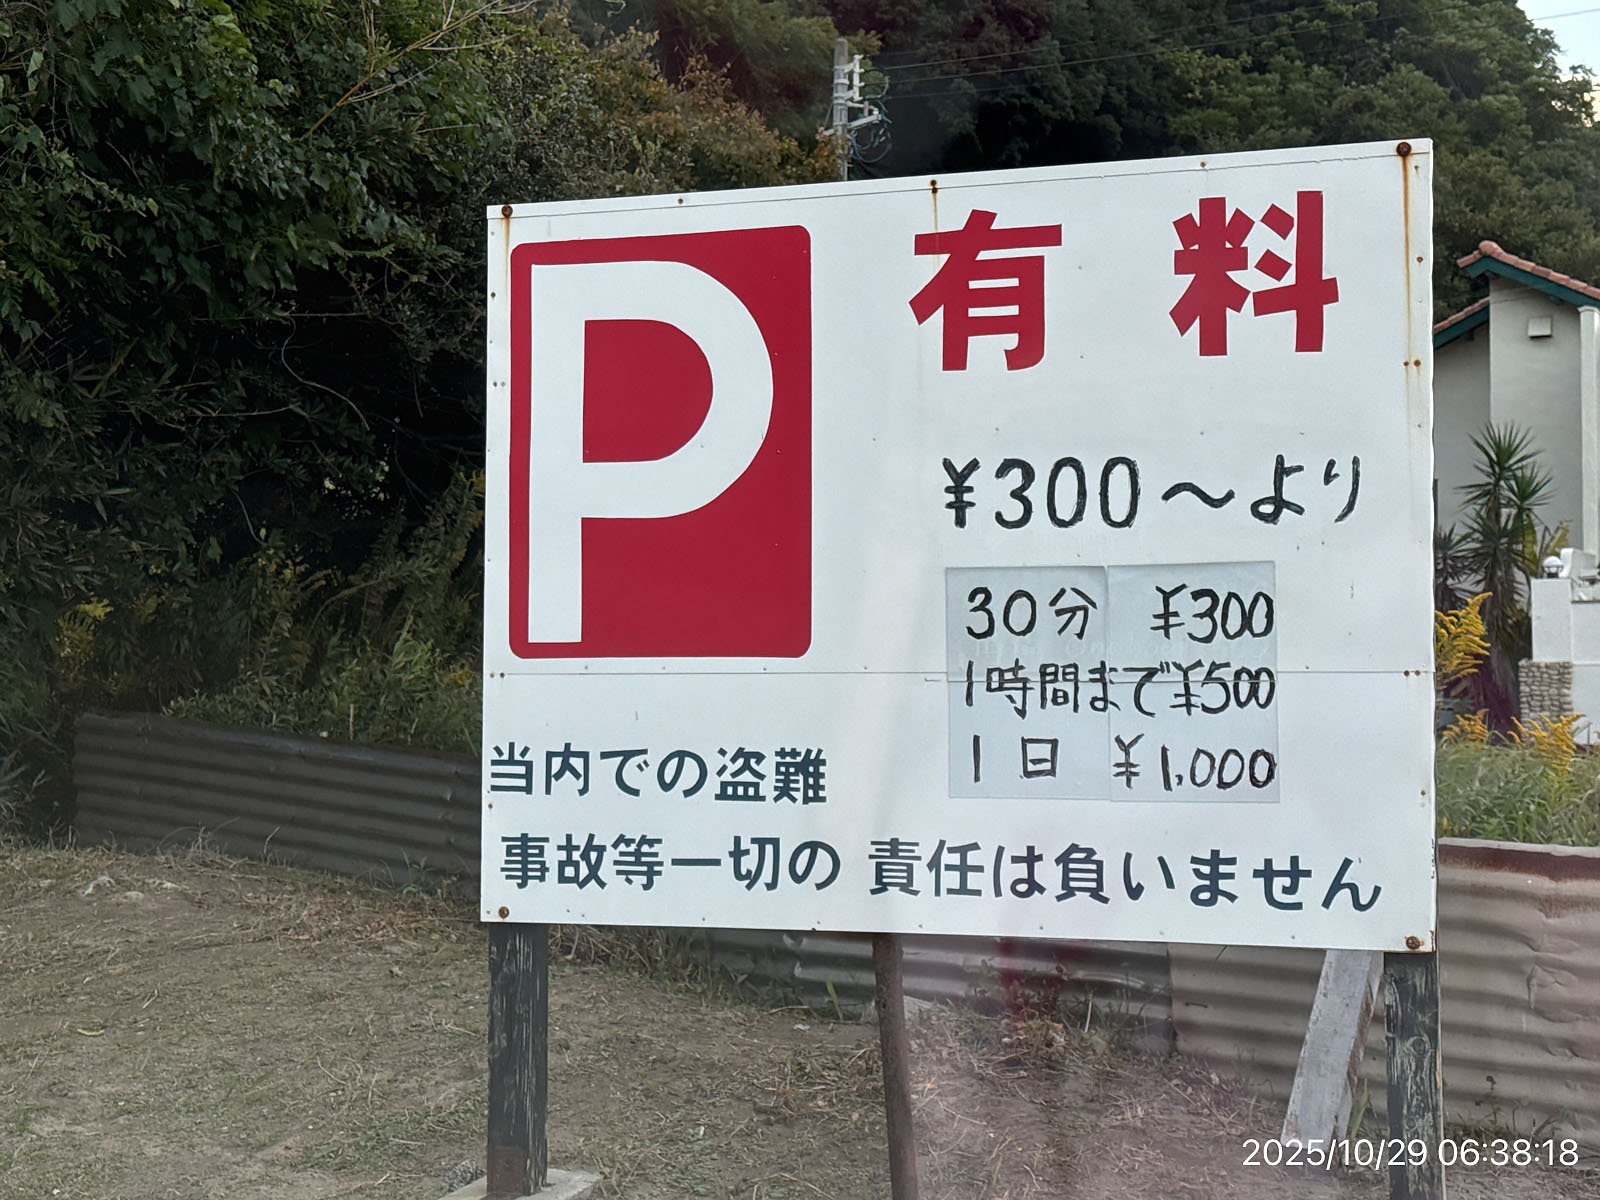 P
有料
¥300～より
30分 ¥300
1時間まで¥500
1日 ¥1,000
当内での盗難
事故等一切の 責任は負いません
2025/10/29 06:38:18